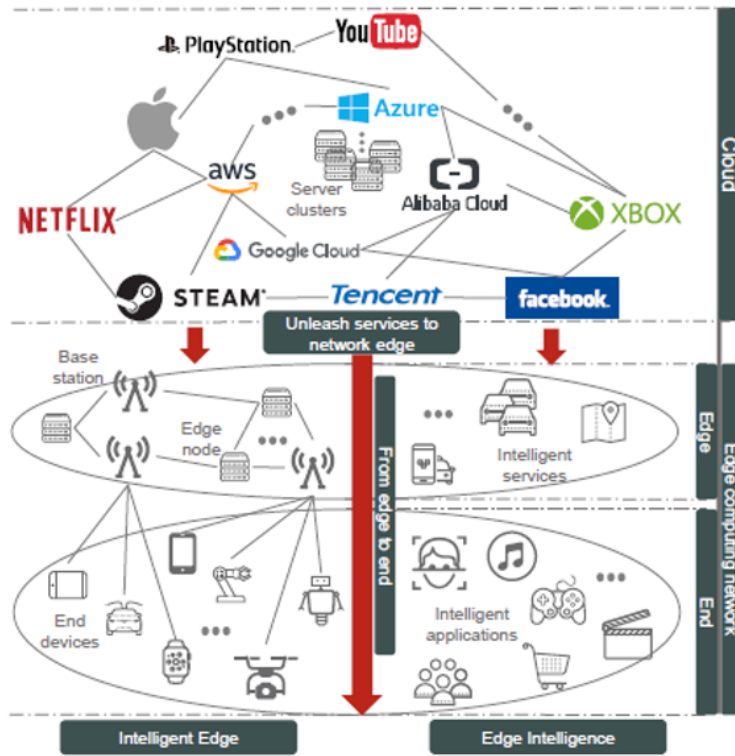 PlayStation.
YouTube
Azure
aws
Server
clusters
Alibaba Cloud
NETFLIX
XBOX
Google Cloud
STEAM
Tencent
facebook.
Cloud
Unleash services to
network edge
Base
station
Edge
node
Intelligent
services
From edge to end
Edge
Edge computing network
End
devices
Intelligent
applications
End
Intelligent Edge
Edge Intelligence